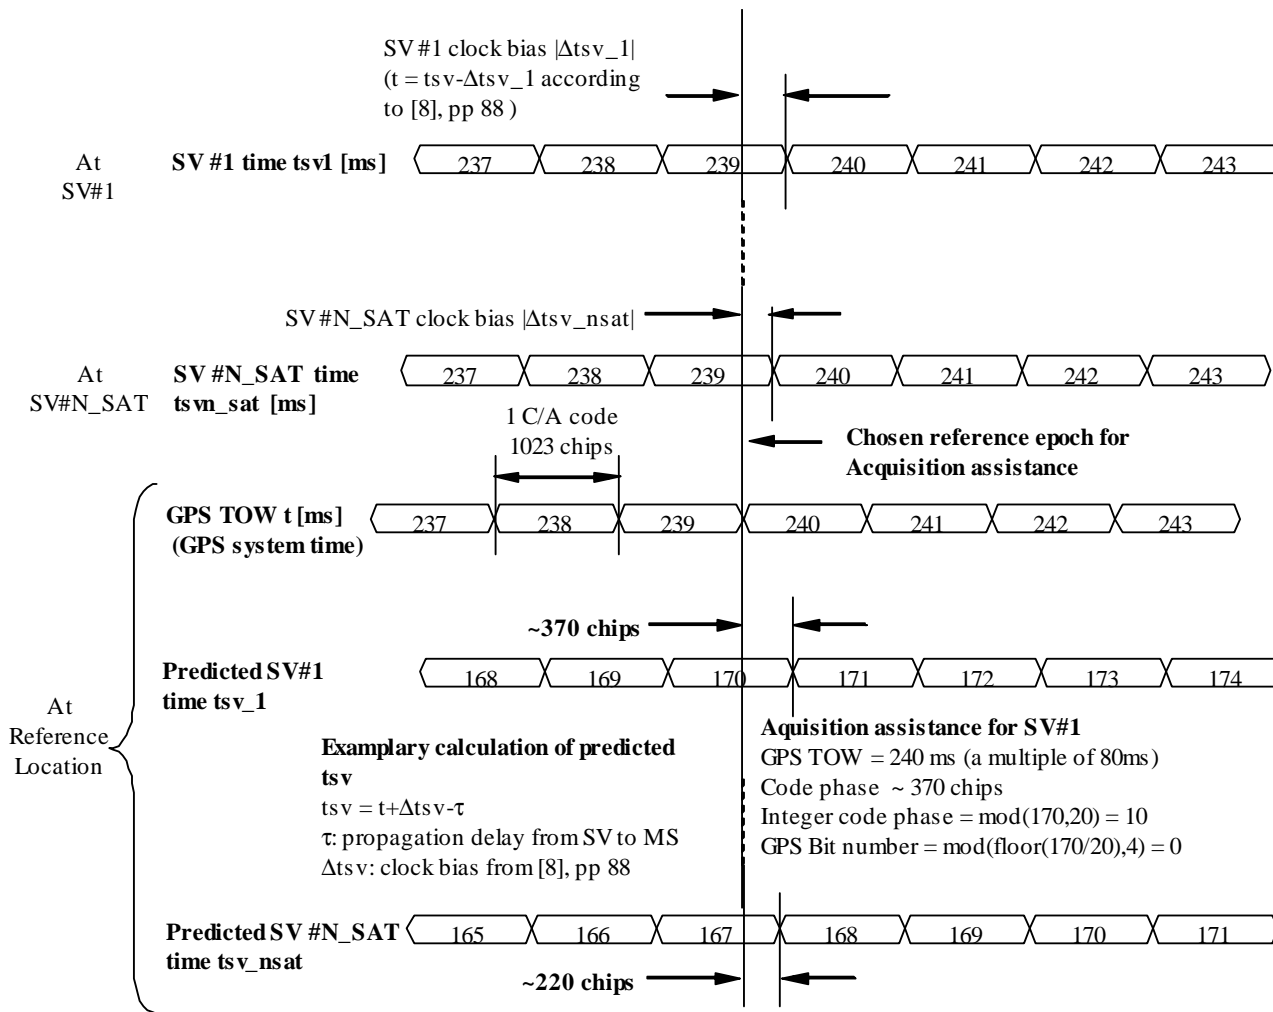 SV #1 clock bias |Δtsv_1|
(t = tsv-Δtsv_1 according
to [8], pp 88 )
At
SV#1
SV #1 time tsv1 [ms]
237 238 239 240 241 242 243
SV #N_SAT clock bias |Δtsv_nsat|
At
SV#N_SAT
SV #N_SAT time
tsvn_sat [ms]
237 238 239 240 241 242 243
1 C/A code
1023 chips
Chosen reference epoch for
Acquisition assistance
GPS TOW t [ms]
(GPS system time)
237 238 239 240 241 242 243
~370 chips
Predicted SV#1
time tsv_1
168 169 170 171 172 173 174
At
Reference
Location
Examplary calculation of predicted
tsv
tsv = t+Δtsv-τ
τ: propagation delay from SV to MS
Δtsv: clock bias from [8], pp 88
Aquisition assistance for SV#1
GPS TOW = 240 ms (a multiple of 80ms)
Code phase ~ 370 chips
Integer code phase = mod(170,20) = 10
GPS Bit number = mod(floor(170/20),4) = 0
Predicted SV #N_SAT
time tsv_nsat
165 166 167 168 169 170 171
~220 chips